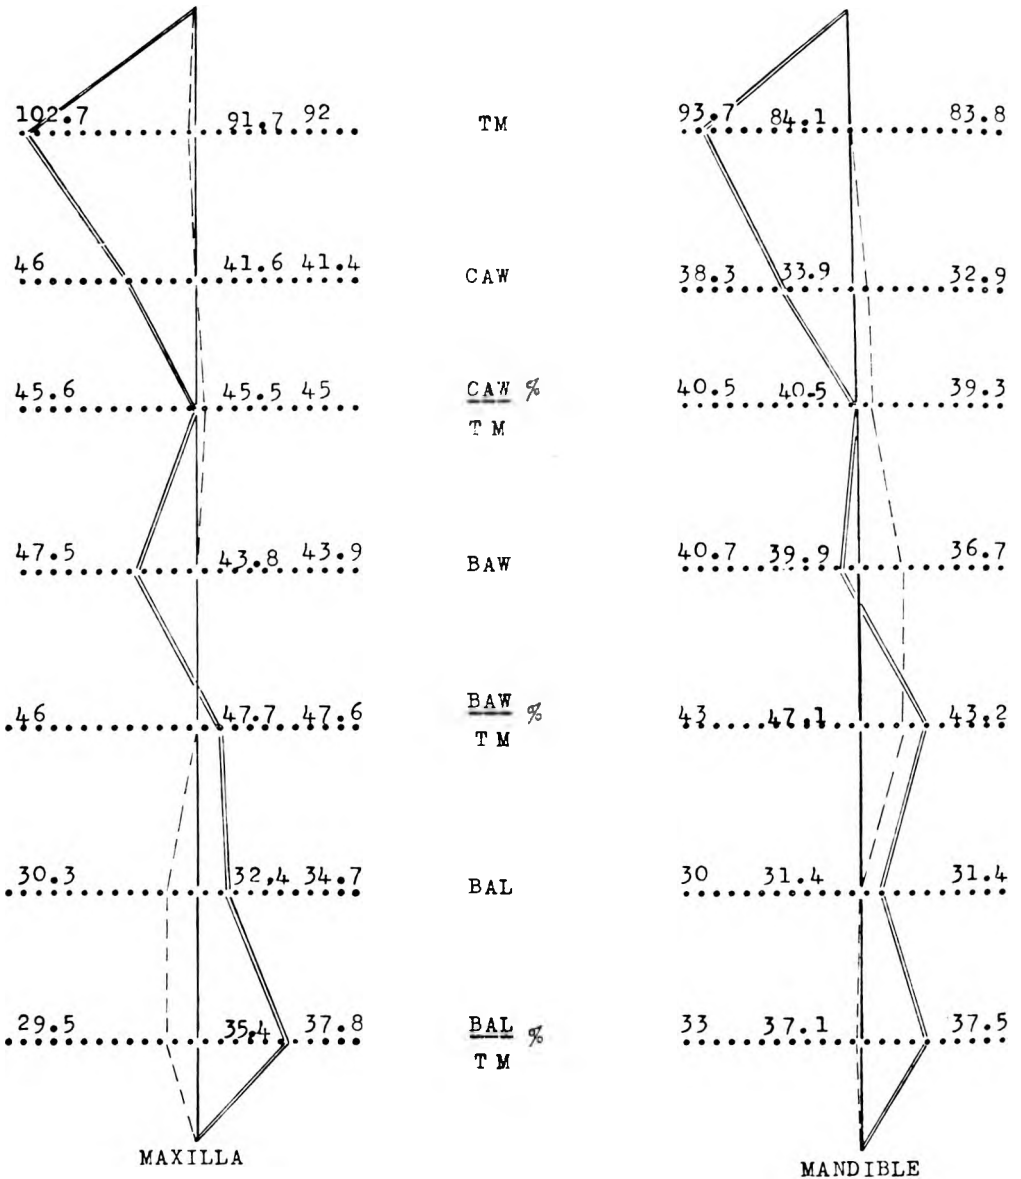 102.7 91.7 92 TM 93.7 84.1 83.8
46 41.6 41.4 CAW 38.3 33.9 32.9
45.6 45.5 45 CAW % 40.5 40.5 39.3
TM
47.5 43.8 43.9 BAW 40.7 39.9 36.7
46 47.7 47.6 BAW % 43 47.1 43.2
TM
30.3 32,4 34.7 BAL 30 31.4 31.4
29.5 35.4 37.8 BAL % 33 37.1 37.5
TM
MAXILLA
MANDIBLE